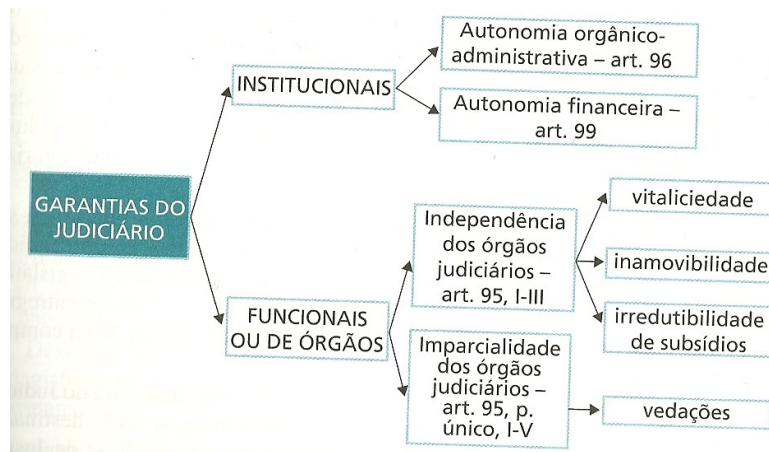 GARANTIAS DO
JUDICIÁRIO
INSTITUCIONAIS
Autonomia orgânico-
administrativa – art. 96
Autonomia financeira –
art. 99
FUNCIONAIS
OU DE ÓRGÃOS
Independência
dos órgãos
judiciários –
art. 95, I-III
vitaliciedade
inamovibilidade
irredutibilidade
de subsídios
Imparcialidade
dos órgãos
judiciários –
art. 95, p.
único, I-V
vedações